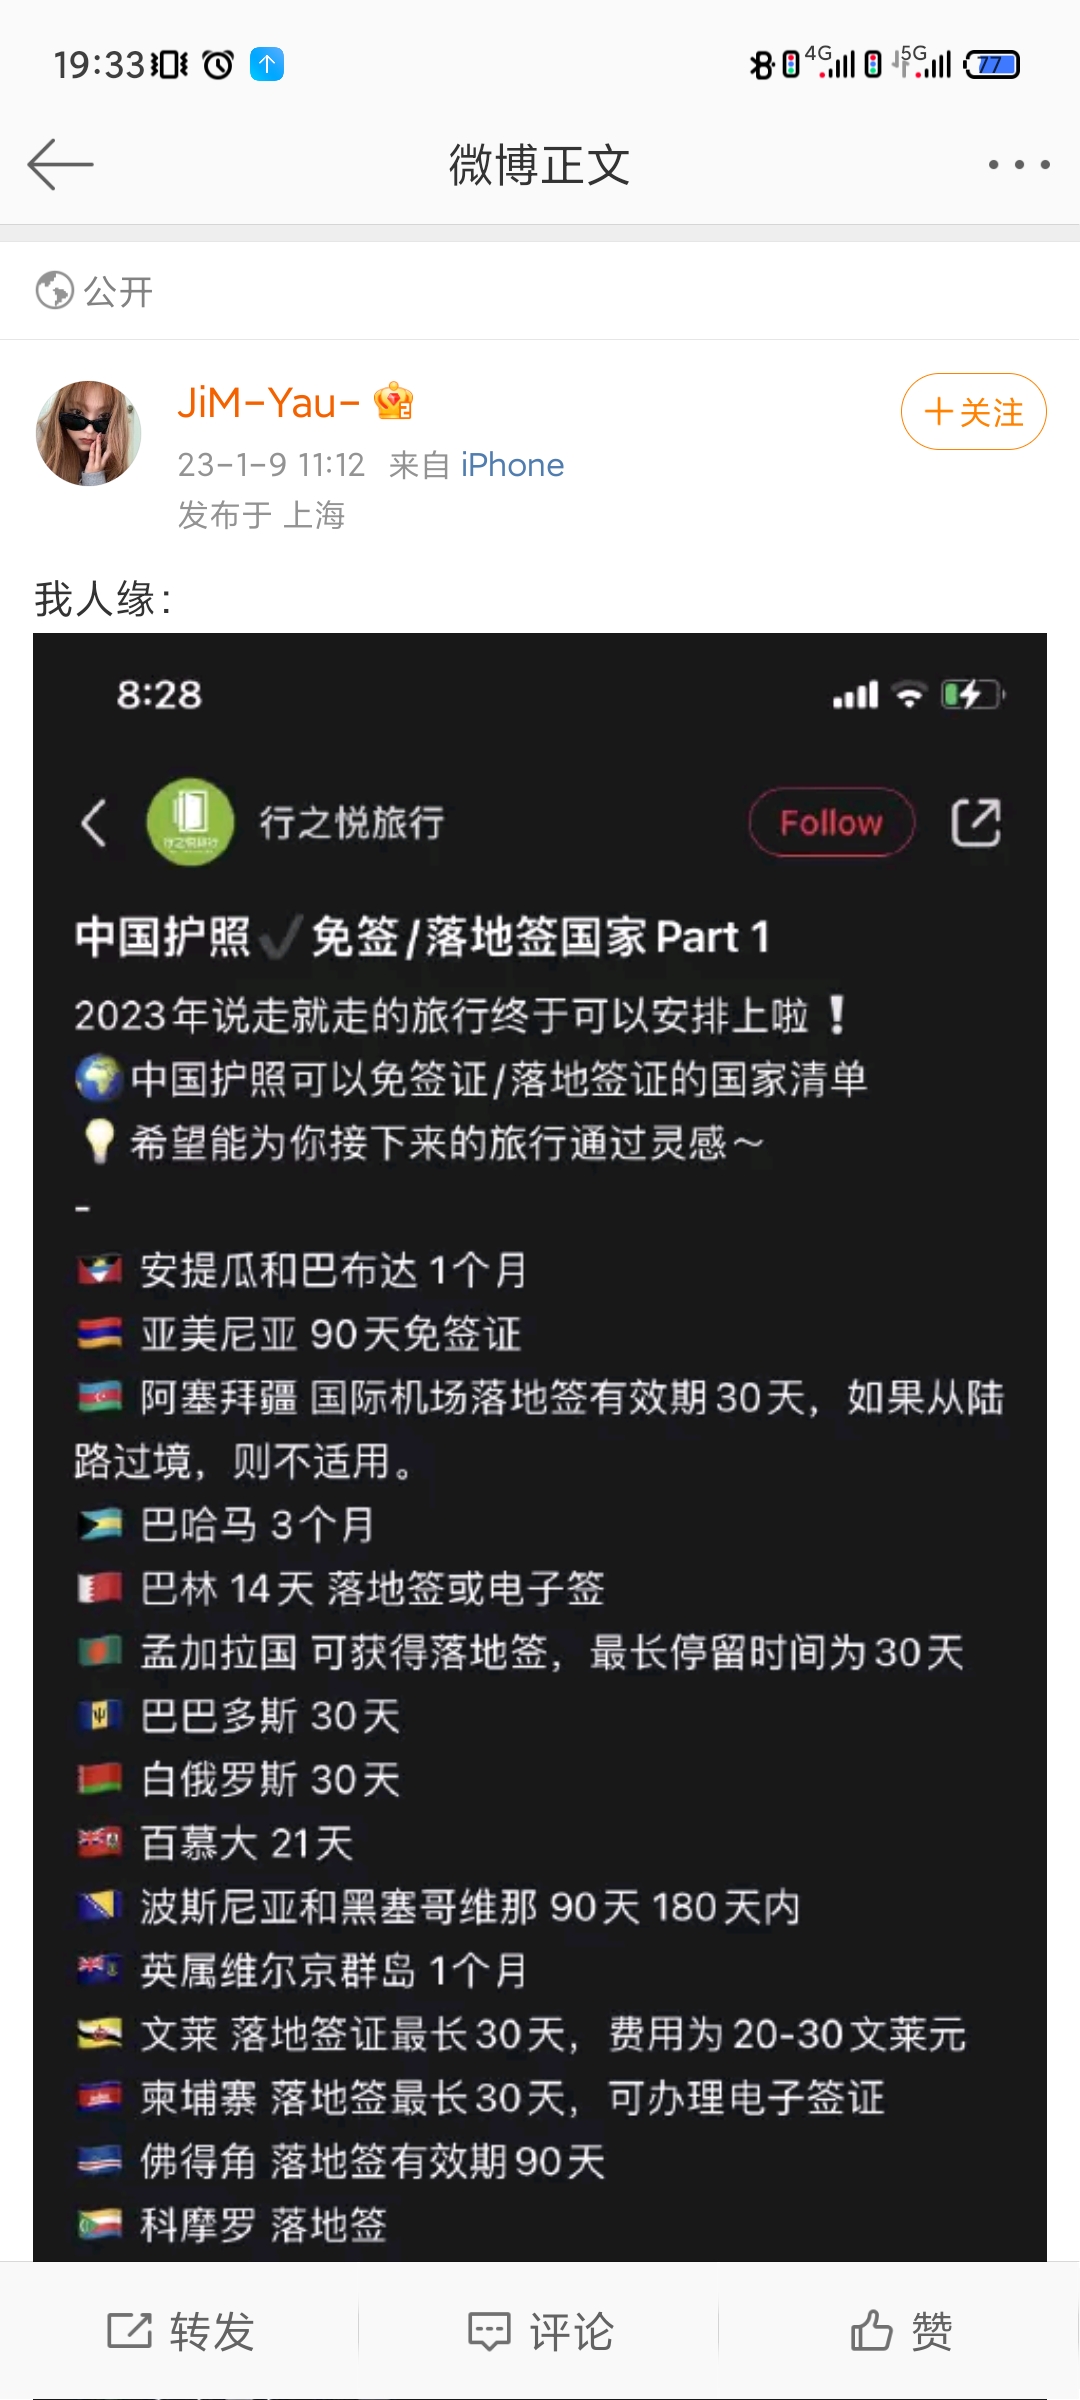 19:33 4G 5G 77
微博正文
公开
JiM-Yau-
+关注
23-1-9 11:12 来自 iPhone
发布于 上海
我人缘：
8:28
行之悦旅行
Follow
中国护照✔️免签/落地签国家Part 1
2023年说走就走的旅行终于可以安排上啦❕
🌍中国护照可以免签证/落地签证的国家清单
💡希望能为你接下来的旅行通过灵感～
-
🇦🇬 安提瓜和巴布达 1个月
🇦🇲 亚美尼亚 90天免签证
🇦🇿 阿塞拜疆 国际机场落地签有效期30天，如果从陆
路过境，则不适用。
🇧🇸 巴哈马 3个月
🇧🇭 巴林 14天 落地签或电子签
🇧🇩 孟加拉国 可获得落地签，最长停留时间为30天
🇧🇧 巴巴多斯 30天
🇧🇾 白俄罗斯 30天
🇧🇲 百慕大 21天
🇧🇦 波斯尼亚和黑塞哥维那 90天 180天内
🇻🇬 英属维尔京群岛 1个月
🇧🇳 文莱 落地签证最长30天，费用为20-30文莱元
🇰🇭 柬埔寨 落地签最长30天，可办理电子签证
🇨🇻 佛得角 落地签有效期90天
🇰🇲 科摩罗 落地签
转发 评论 赞